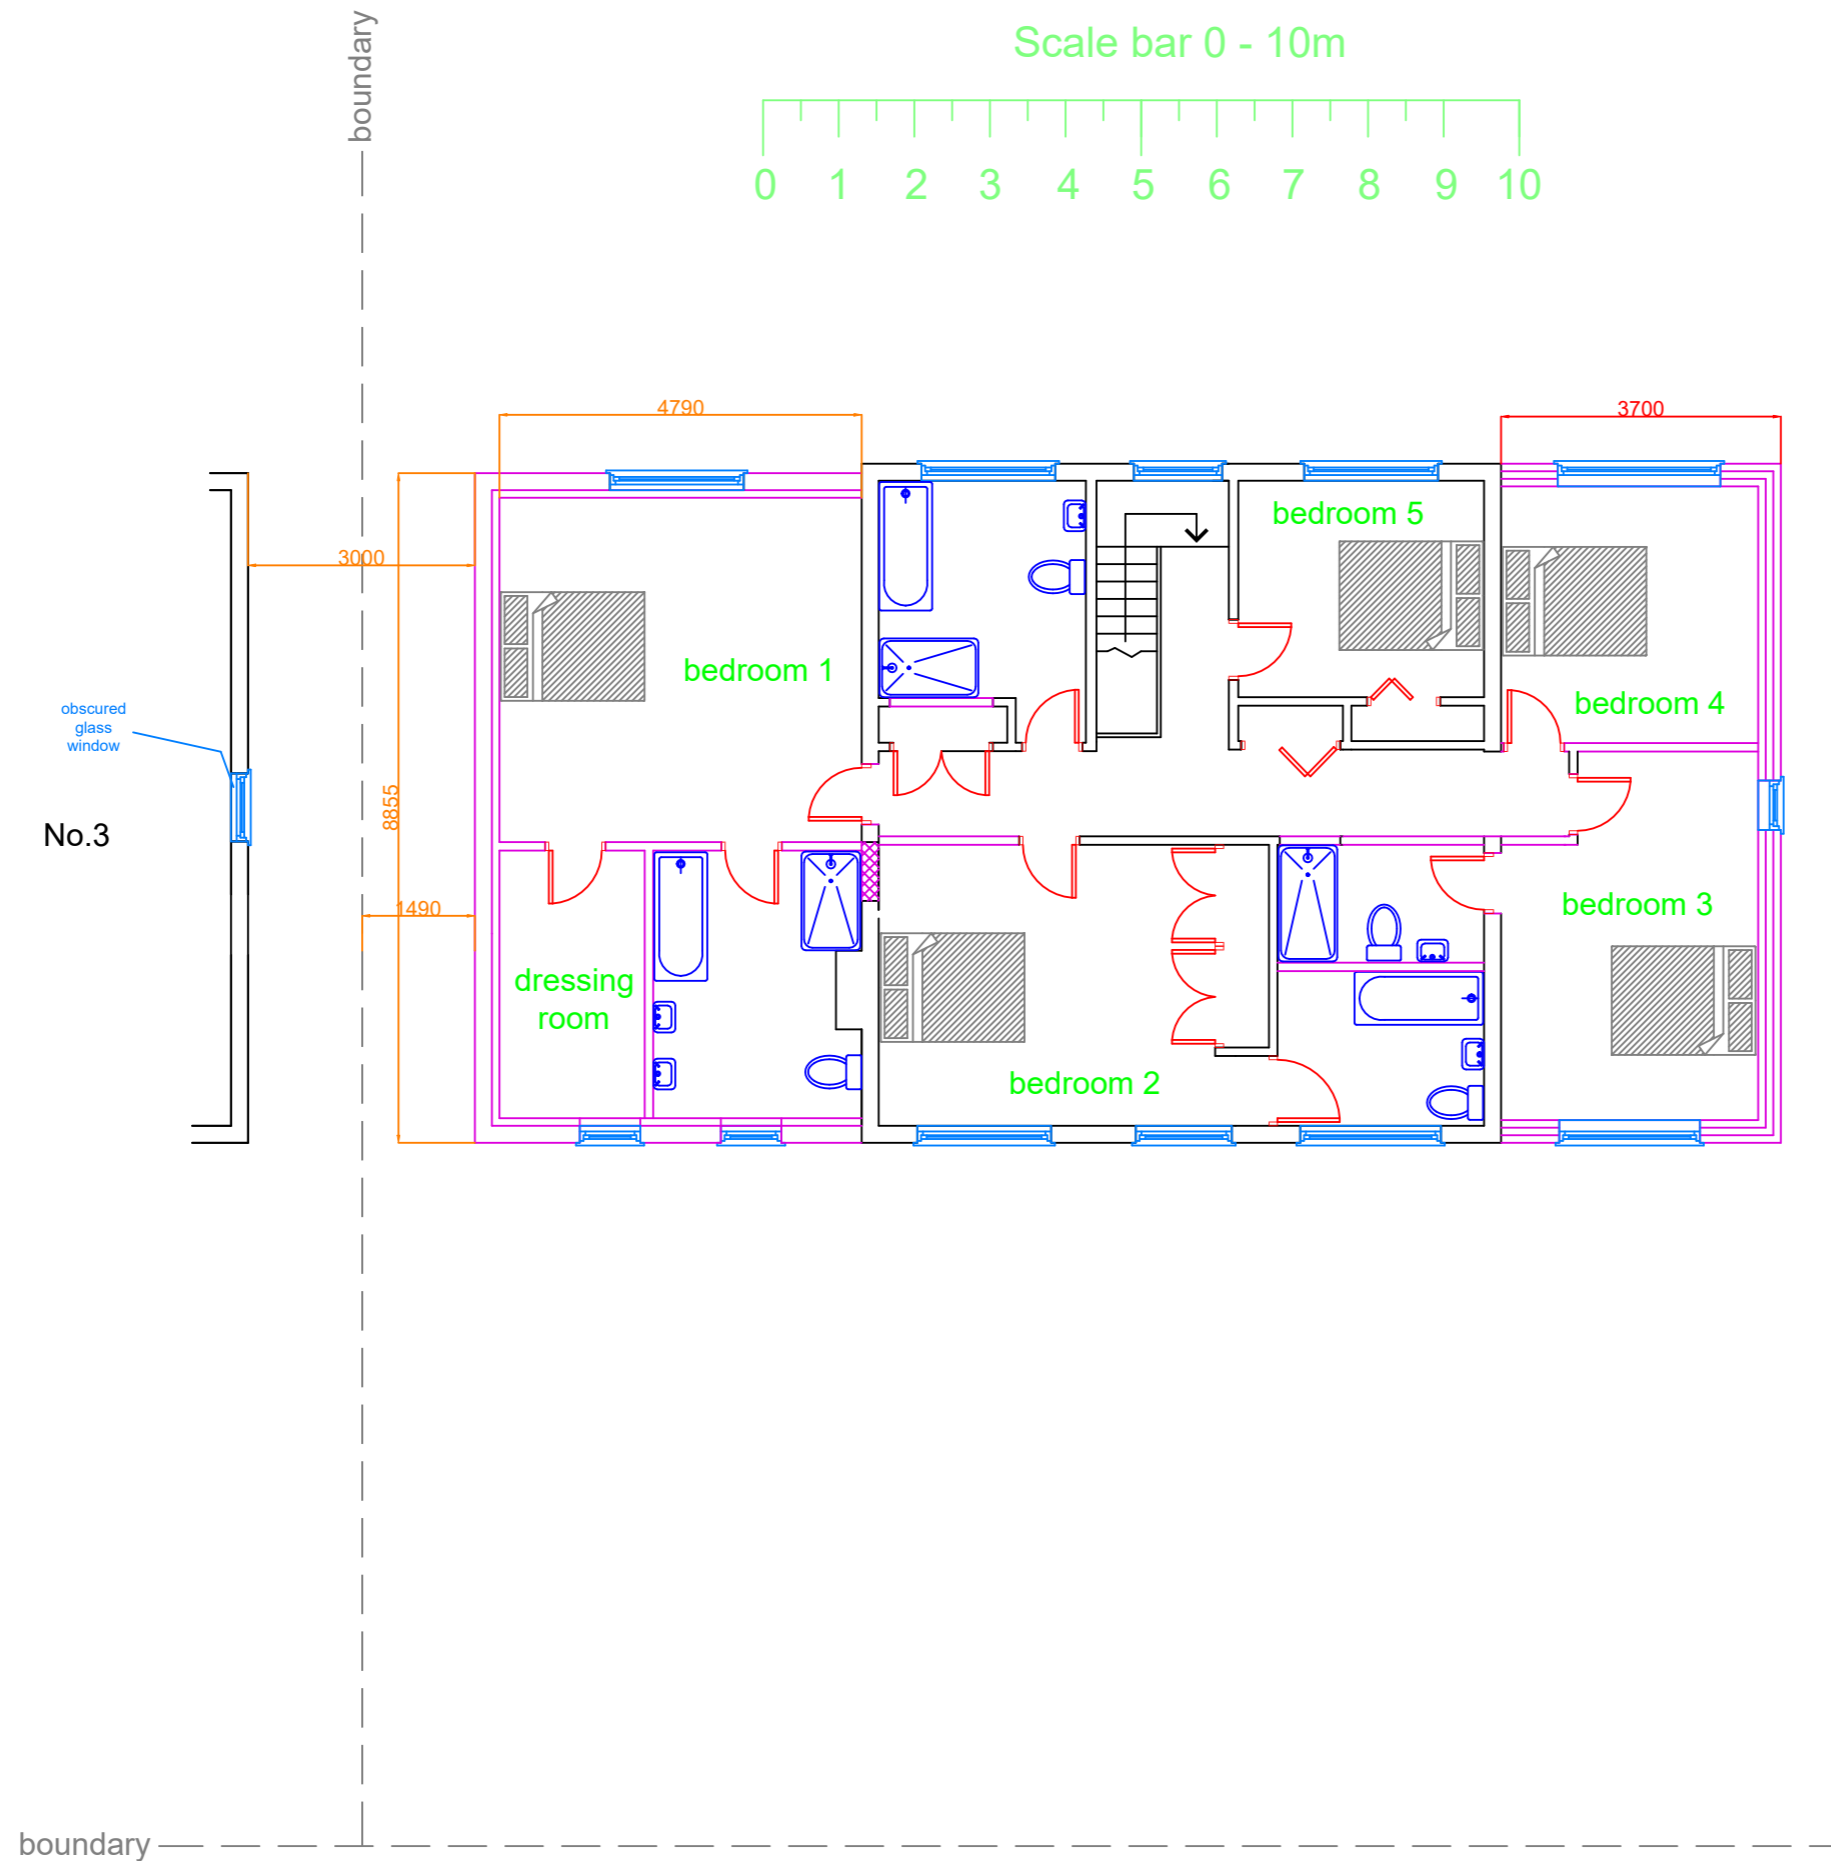 boundary
Scale bar 0 - 10m
0 1 2 3 4 5 6 7 8 9 10
4790
3700
bedroom 5
3000
bedroom 1
bedroom 4
obscured
glass
window
8855
No.3
1490
bedroom 3
dressing
room
bedroom 2
boundary